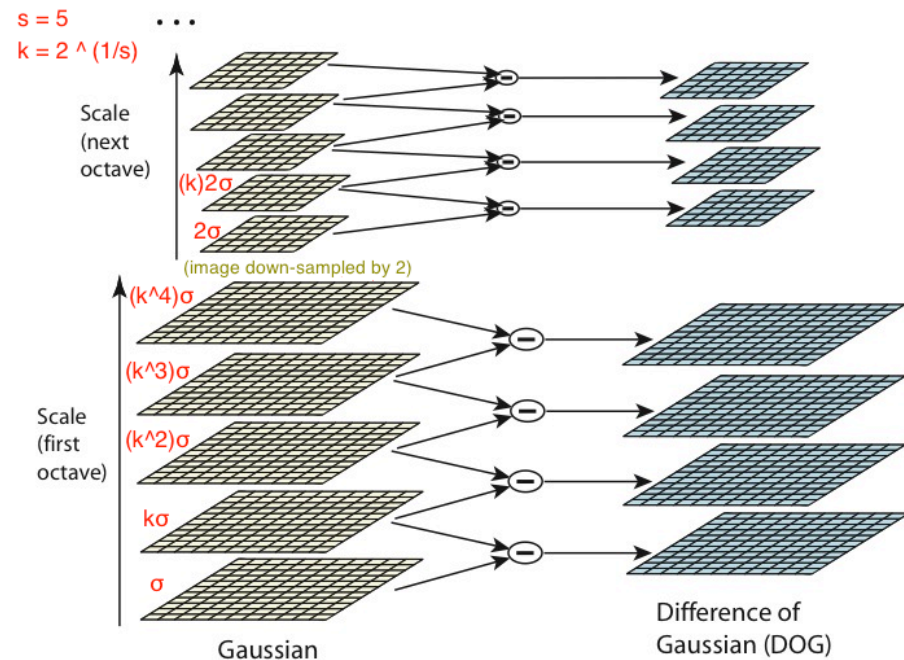 s = 5
k = 2 ^ (1/s)
...
Scale
(next
octave)
(k)2σ
2σ
(image down-sampled by 2)
(k^4)σ
(k^3)σ
Scale
(first
octave)
(k^2)σ
kσ
σ
Gaussian
Difference of
Gaussian (DOG)